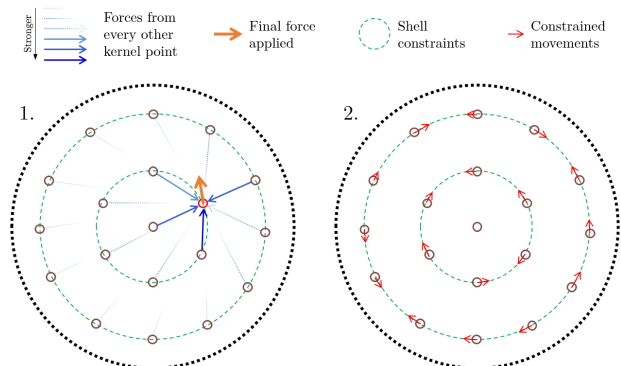 Stronger
Forces from
every other
kernel point
Final force
applied
Shell
constraints
Constrained
movements
1.
2.